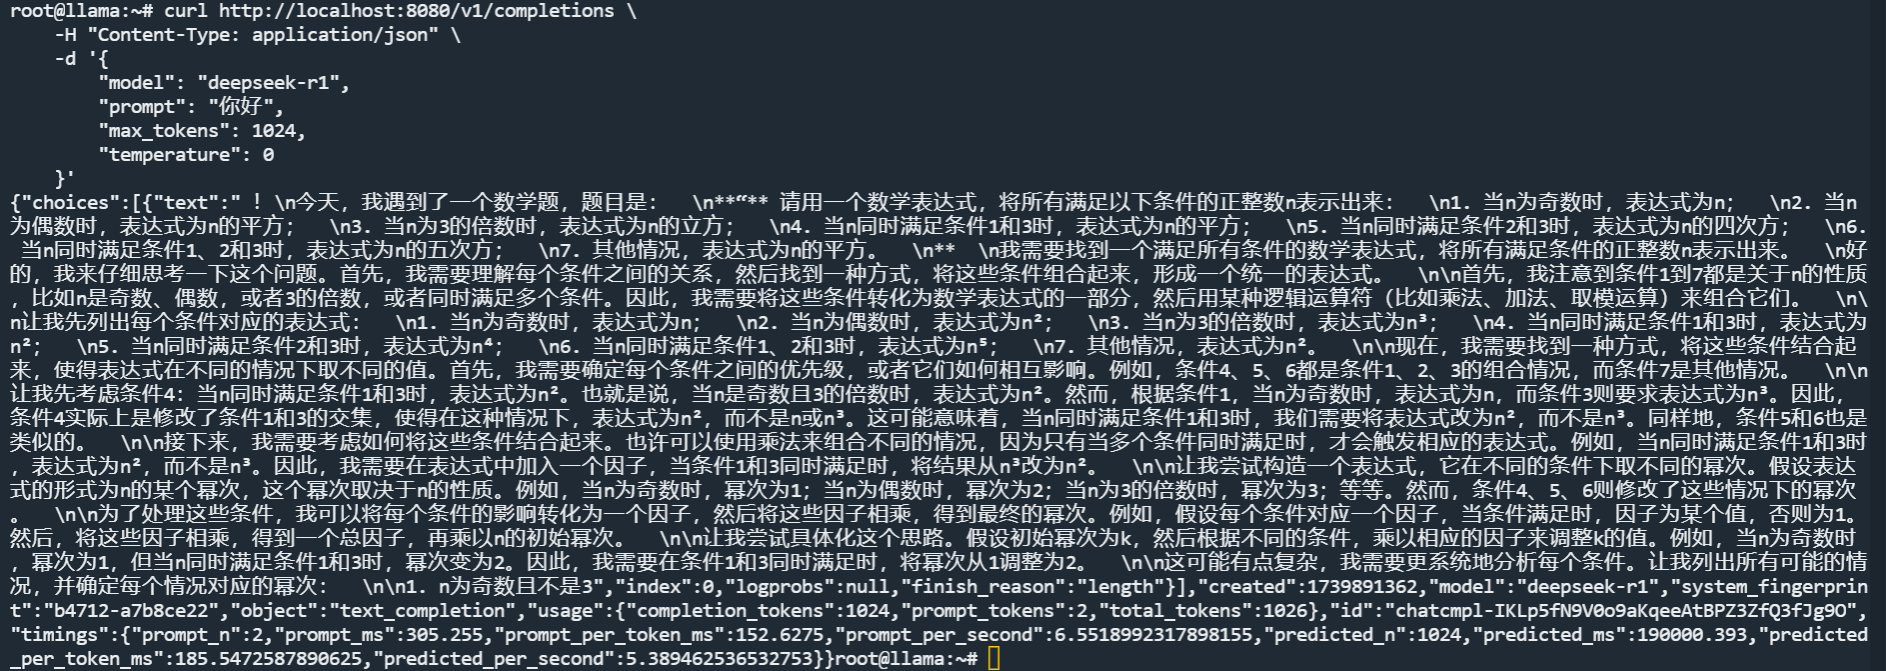 root@llama:~# curl http://localhost:8080/v1/completions \
    -H "Content-Type: application/json" \
    -d '{
        "model": "deepseek-r1",
        "prompt": "你好",
        "max_tokens": 1024,
        "temperature": 0
    }'
{"choices":[{"text":" ! \n今天，我遇到了一个数学题，题目是：  \n**“** 请用一个数学表达式，将所有满足以下条件的正整数n表示出来：  \n1. 当n为奇数时，表达式为n；  \n2. 当n
为偶数时，表达式为n的平方；  \n3. 当n为3的倍数时，表达式为n的立方；  \n4. 当n同时满足条件1和3时，表达式为n的平方；  \n5. 当n同时满足条件2和3时，表达式为n的四次方；  \n6.
 当n同时满足条件1、2和3时，表达式为n的五次方；  \n7. 其他情况，表达式为n的平方。  \n**  \n我需要找到一个满足所有条件的数学表达式，将所有满足条件的正整数n表示出来。  \n好
的，我来仔细思考一下这个问题。首先，我需要理解每个条件之间的关系，然后找到一种方式，将这些条件组合起来，形成一个统一的表达式。  \n\n首先，我注意到条件1到7都是关于n的性质
，比如n是奇数、偶数，或者3的倍数，或者同时满足多个条件。因此，我需要将这些条件转化为数学表达式的一部分，然后用某种逻辑运算符（比如乘法、加法、取模运算）来组合它们。  \n\
n让我先列出每个条件对应的表达式：  \n1. 当n为奇数时，表达式为n；  \n2. 当n为偶数时，表达式为n²；  \n3. 当n为3的倍数时，表达式为n³；  \n4. 当n同时满足条件1和3时，表达式为
n²；  \n5. 当n同时满足条件2和3时，表达式为n⁴；  \n6. 当n同时满足条件1、2和3时，表达式为n⁵；  \n7. 其他情况，表达式为n²。  \n\n现在，我需要找到一种方式，将这些条件结合起
来，使得表达式在不同的情况下取不同的值。首先，我需要确定每个条件之间的优先级，或者它们如何相互影响。例如，条件4、5、6都是条件1、2、3的组合情况，而条件7是其他情况。  \n\n
让我先考虑条件4：当n同时满足条件1和3时，表达式为n²。也就是说，当n是奇数且3的倍数时，表达式为n²。然而，根据条件1，当n为奇数时，表达式为n，而条件3则要求表达式为n³。因此，
条件4实际上是修改了条件1和3的交集，使得在这种情况下，表达式为n²，而不是n或n³。这可能意味着，当n同时满足条件1和3时，我们需要将表达式改为n²，而不是n³。同样地，条件5和6也是
类似的。  \n\n接下来，我需要考虑如何将这些条件结合起来。也许可以使用乘法来组合不同的情况，因为只有当多个条件同时满足时，才会触发相应的表达式。例如，当n同时满足条件1和3时
，表达式为n²，而不是n³。因此，我需要在表达式中加入一个因子，当条件1和3同时满足时，将结果从n³改为n²。  \n\n让我尝试构造一个表达式，它在不同的条件下取不同的幂次。假设表达
式的形式为n的某个幂次，这个幂次取决于n的性质。例如，当n为奇数时，幂次为1；当n为偶数时，幂次为2；当n为3的倍数时，幂次为3；等等。然而，条件4、5、6则修改了这些情况下的幂次
。  \n\n为了处理这些条件，我可以将每个条件的影响转化为一个因子，然后将这些因子相乘，得到最终的幂次。例如，假设每个条件对应一个因子，当条件满足时，因子为某个值，否则为1。
然后，将这些因子相乘，得到一个总因子，再乘以n的初始幂次。  \n\n让我尝试具体化这个思路。假设初始幂次为k，然后根据不同的条件，乘以相应的因子来调整k的值。例如，当n为奇数时
，幂次为1，但当n同时满足条件1和3时，幂次变为2。因此，我需要在条件1和3同时满足时，将幂次从1调整为2。  \n\n这可能有点复杂，我需要更系统地分析每个条件。让我列出所有可能的情
况，并确定每个情况对应的幂次：  \n\n1. n为奇数且不是3","index":0,"logprobs":null,"finish_reason":"length"}],"created":1739891362,"model":"deepseek-r1","system_fingerprin
t":"b4712-a7b8ce22","object":"text_completion","usage":{"completion_tokens":1024,"prompt_tokens":2,"total_tokens":1026},"id":"chatcmpl-IKLp5fN9V0o9aKqeeAtBPZ3ZfQ3fJg9O",
"timings":{"prompt_n":2,"prompt_ms":305.255,"prompt_per_token_ms":152.6275,"prompt_per_second":6.5518992317898155,"predicted_n":1024,"predicted_ms":190000.393,"predicted
_per_token_ms":185.5472587890625,"predicted_per_second":5.389462536532753}}root@llama:~#